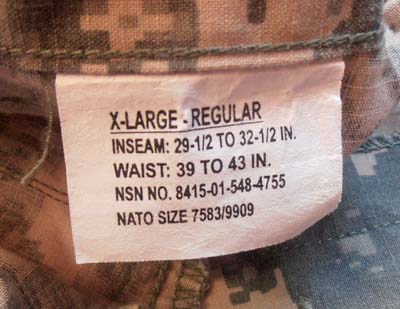 X-LARGE - REGULAR
INSEAM: 29-1/2 TO 32-1/2 IN.
WAIST: 39 TO 43 IN.
NSN NO. 8415-01-548-4755
NATO SIZE 7583/9909